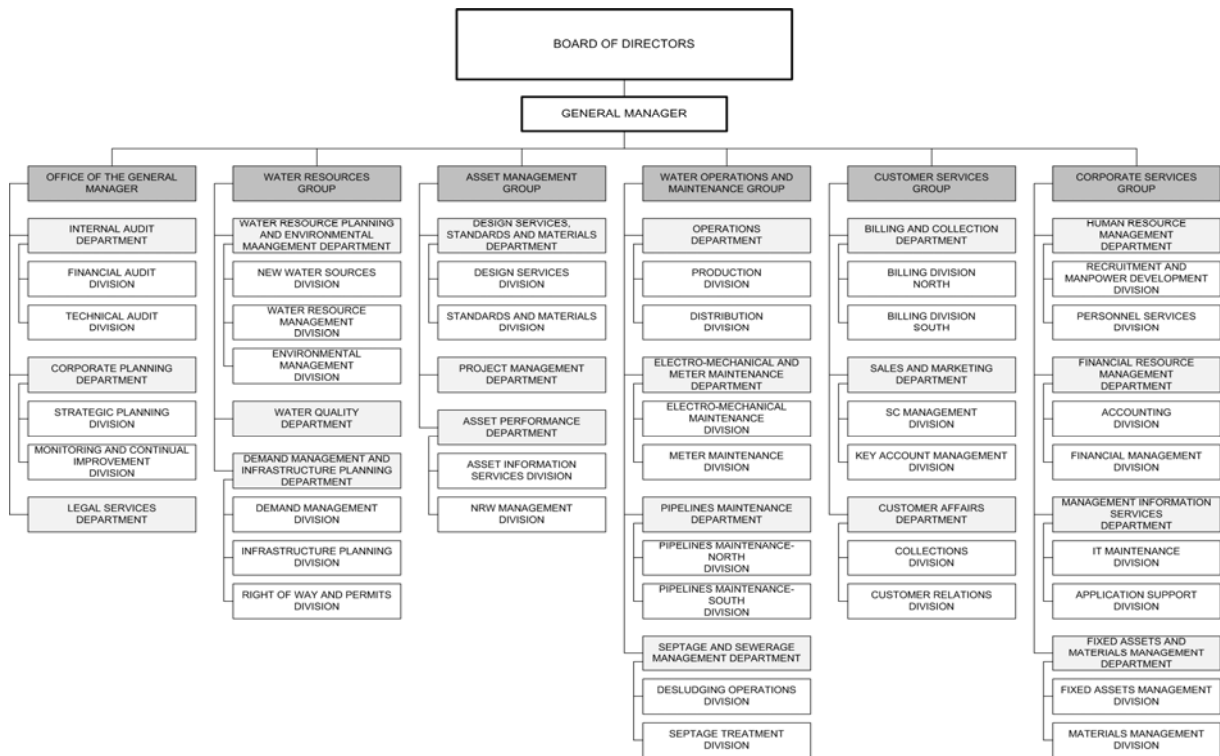 BOARD OF DIRECTORS
GENERAL MANAGER
OFFICE OF THE GENERAL
MANAGER
INTERNAL AUDIT
DEPARTMENT
FINANCIAL AUDIT
DIVISION
TECHNICAL AUDIT
DIVISION
CORPORATE PLANNING
DEPARTMENT
STRATEGIC PLANNING
DIVISION
MONITORING AND CONTINUAL
IMPROVEMENT
DIVISION
LEGAL SERVICES
DEPARTMENT
WATER RESOURCES
GROUP
WATER RESOURCE PLANNING
AND ENVIRONMENTAL
MAANGEMENT DEPARTMENT
NEW WATER SOURCES
DIVISION
WATER RESOURCE
MANAGEMENT
DIVISION
ENVIRONMENTAL
MANAGEMENT
DIVISION
WATER QUALITY
DEPARTMENT
DEMAND MANAGEMENT AND
INFRASTRUCTURE PLANNING
DEPARTMENT
DEMAND MANAGEMENT
DIVISION
INFRASTRUCTURE PLANNING
DIVISION
RIGHT OF WAY AND PERMITS
DIVISION
ASSET MANAGEMENT
GROUP
DESIGN SERVICES,
STANDARDS AND MATERIALS
DEPARTMENT
DESIGN SERVICES
DIVISION
STANDARDS AND MATERIALS
DIVISION
PROJECT MANAGEMENT
DEPARTMENT
ASSET PERFORMANCE
DEPARTMENT
ASSET INFORMATION
SERVICES DIVISION
NRW MANAGEMENT
DIVISION
WATER OPERATIONS AND
MAINTENANCE GROUP
OPERATIONS
DEPARTMENT
PRODUCTION
DIVISION
DISTRIBUTION
DIVISION
ELECTRO-MECHANICAL AND
METER MAINTENANCE
DEPARTMENT
ELECTRO-MECHANICAL
MAINTENANCE
DIVISION
METER MAINTENANCE
DIVISION
PIPELINES MAINTENANCE
DEPARTMENT
PIPELINES MAINTENANCE-
NORTH
DIVISION
PIPELINES MAINTENANCE-
SOUTH
DIVISION
SEPTAGE AND SEWERAGE
MANAGEMENT DEPARTMENT
DESLUDGING OPERATIONS
DIVISION
SEPTAGE TREATMENT
DIVISION
CUSTOMER SERVICES
GROUP
BILLING AND COLLECTION
DEPARTMENT
BILLING DIVISION
NORTH
BILLING DIVISION
SOUTH
SALES AND MARKETING
DEPARTMENT
SC MANAGEMENT
DIVISION
KEY ACCOUNT MANAGEMENT
DIVISION
CUSTOMER AFFAIRS
DEPARTMENT
COLLECTIONS
DIVISION
CUSTOMER RELATIONS
DIVISION
CORPORATE SERVICES
GROUP
HUMAN RESOURCE
MANAGEMENT
DEPARTMENT
RECRUITMENT AND
MANPOWER DEVELOPMENT
DIVISION
PERSONNEL SERVICES
DIVISION
FINANCIAL RESOURCE
MANAGEMENT
DEPARTMENT
ACCOUNTING
DIVISION
FINANCIAL MANAGEMENT
DIVISION
MANAGEMENT INFORMATION
SERVICES
DEPARTMENT
IT MAINTENANCE
DIVISION
APPLICATION SUPPORT
DIVISION
FIXED ASSETS AND
MATERIALS MANAGEMENT
DEPARTMENT
FIXED ASSETS MANAGEMENT
DIVISION
MATERIALS MANAGEMENT
DIVISION